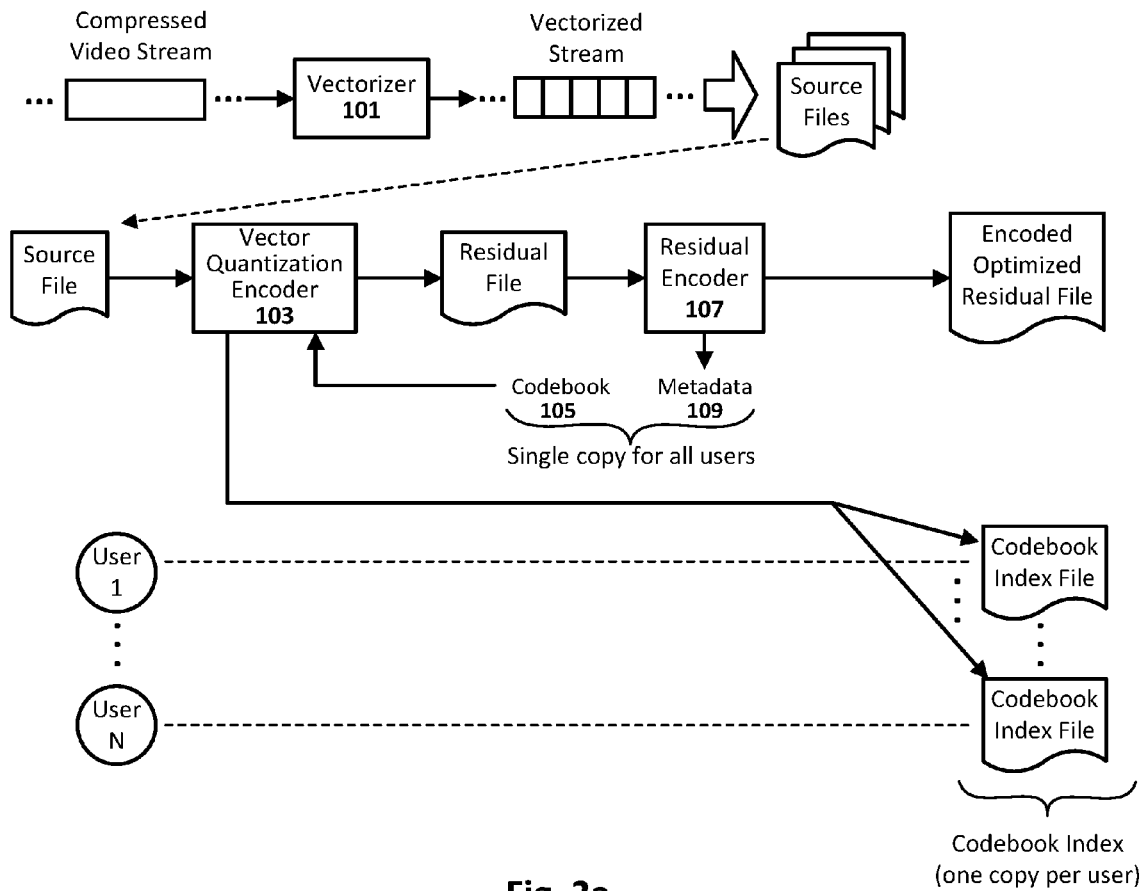 Compressed
Video Stream
Vectorized
Stream
Vectorizer
101
Source
Files
Source
File
Vector
Quantization
Encoder
103
Residual
File
Residual
Encoder
107
Encoded
Optimized
Residual File
Codebook
105
Metadata
109
Single copy for all users
User
1
Codebook
Index File
User
N
Codebook
Index File
Codebook Index
(one copy per user)